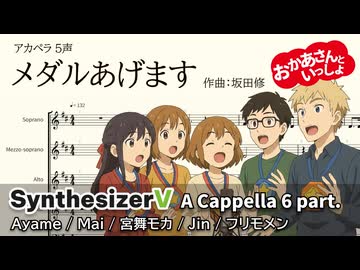 アカペラ 5声
メダルあげます
作曲:坂田修
おかあさんと
いっしょ
= 132
Soprano
Mezzo-soprano
Alto
SynthesizerV A Cappella 6 part.
Ayame / Mai / 宮舞モカ / Jin / フリモメン